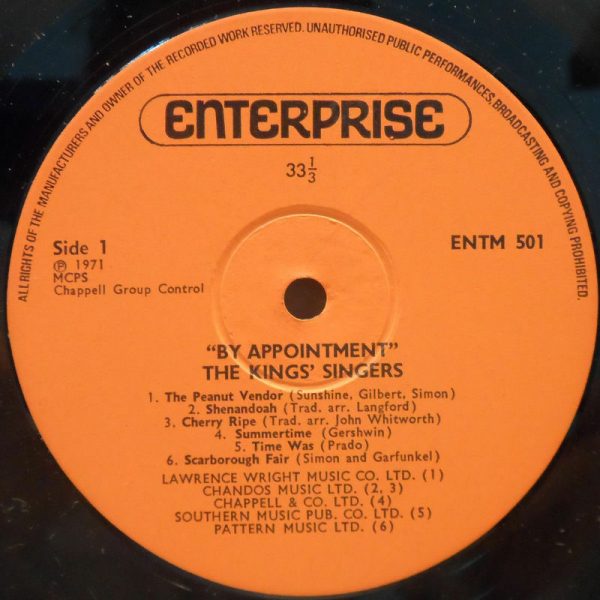 ALL RIGHTS OF THE MANUFACTURERS AND OWNER OF THE RECORDED WORK RESERVED. UNAUTHORISED PUBLIC PERFORMANCES, BROADCASTING AND COPYING PROHIBITED.
ENTERPRISE
33 1/3
Side 1
℗ 1971
MCPS
Chappell Group Control
ENTM 501
“BY APPOINTMENT”
THE KINGS’ SINGERS
1. The Peanut Vendor (Sunshine, Gilbert, Simon)
2. Shenandoah (Trad. arr. Langford)
3. Cherry Ripe (Trad. arr. John Whitworth)
4. Summertime (Gershwin)
5. Time Was (Prado)
6. Scarborough Fair (Simon and Garfunkel)
LAWRENCE WRIGHT MUSIC CO. LTD. (1)
CHANDOS MUSIC LTD. (2, 3)
CHAPPELL & CO. LTD. (4)
SOUTHERN MUSIC PUB. CO. LTD. (5)
PATTERN MUSIC LTD. (6)